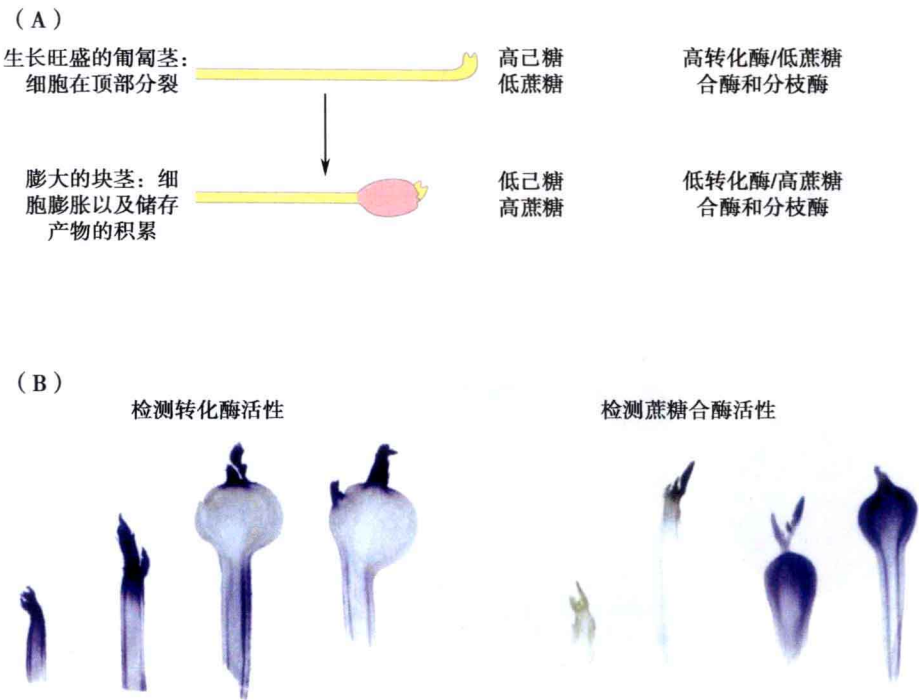 （A）
生长旺盛的匍匐茎：
细胞在顶部分裂
高己糖
低蔗糖
高转化酶/低蔗糖
合酶和分枝酶
膨大的块茎：细
胞膨胀以及储存
产物的积累
低己糖
高蔗糖
低转化酶/高蔗糖
合酶和分枝酶
（B）
检测转化酶活性
检测蔗糖合酶活性